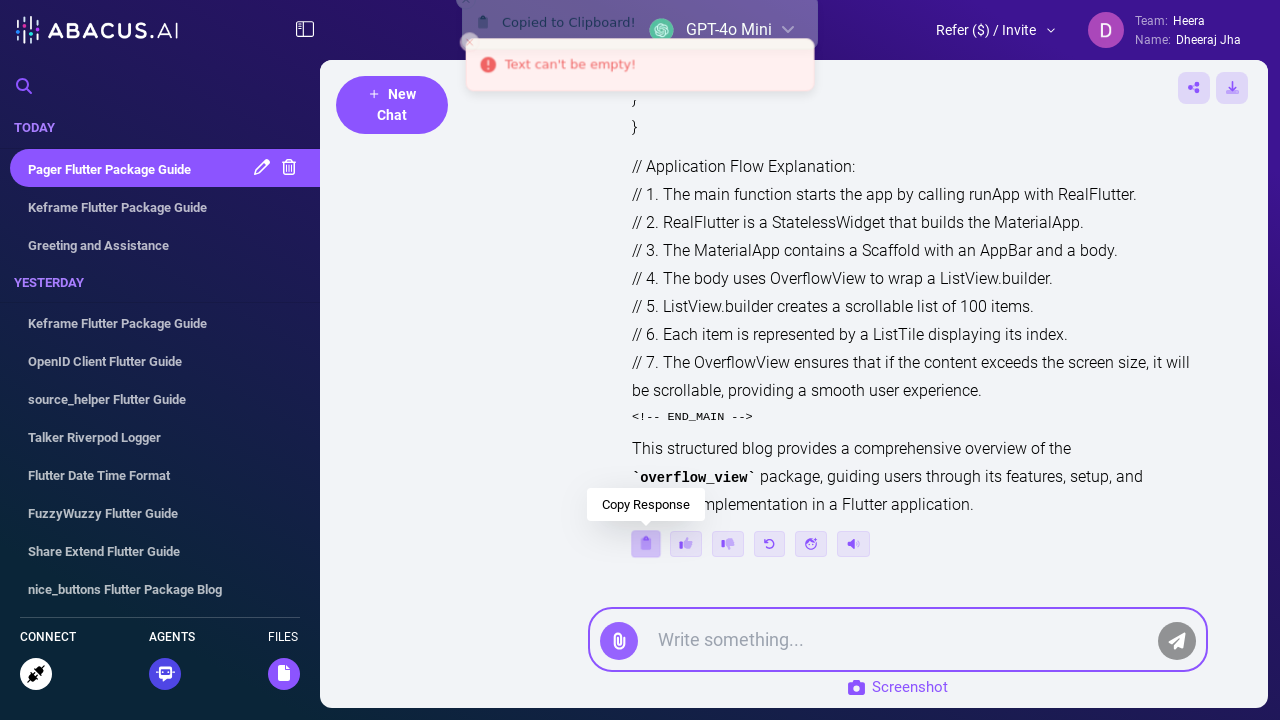 ABACUS.AI
Copied to Clipboard!
GPT-4o Mini
Refer ($) / Invite
D
Team: Heera
Name: Dheeraj Jha
Text can't be empty!
+ New
Chat
TODAY
Pager Flutter Package Guide
Keframe Flutter Package Guide
Greeting and Assistance
YESTERDAY
Keframe Flutter Package Guide
OpenID Client Flutter Guide
source_helper Flutter Guide
Talker Riverpod Logger
Flutter Date Time Format
FuzzyWuzzy Flutter Guide
Share Extend Flutter Guide
nice_buttons Flutter Package Blog
CONNECT
AGENTS
FILES
}
}
// Application Flow Explanation:
// 1. The main function starts the app by calling runApp with RealFlutter.
// 2. RealFlutter is a StatelessWidget that builds the MaterialApp.
// 3. The MaterialApp contains a Scaffold with an AppBar and a body.
// 4. The body uses OverflowView to wrap a ListView.builder.
// 5. ListView.builder creates a scrollable list of 100 items.
// 6. Each item is represented by a ListTile displaying its index.
// 7. The OverflowView ensures that if the content exceeds the screen size, it will
be scrollable, providing a smooth user experience.
<!-- END_MAIN -->
This structured blog provides a comprehensive overview of the
`overflow_view` package, guiding users through its features, setup, and
mplementation in a Flutter application.
Copy Response
Write something...
Screenshot